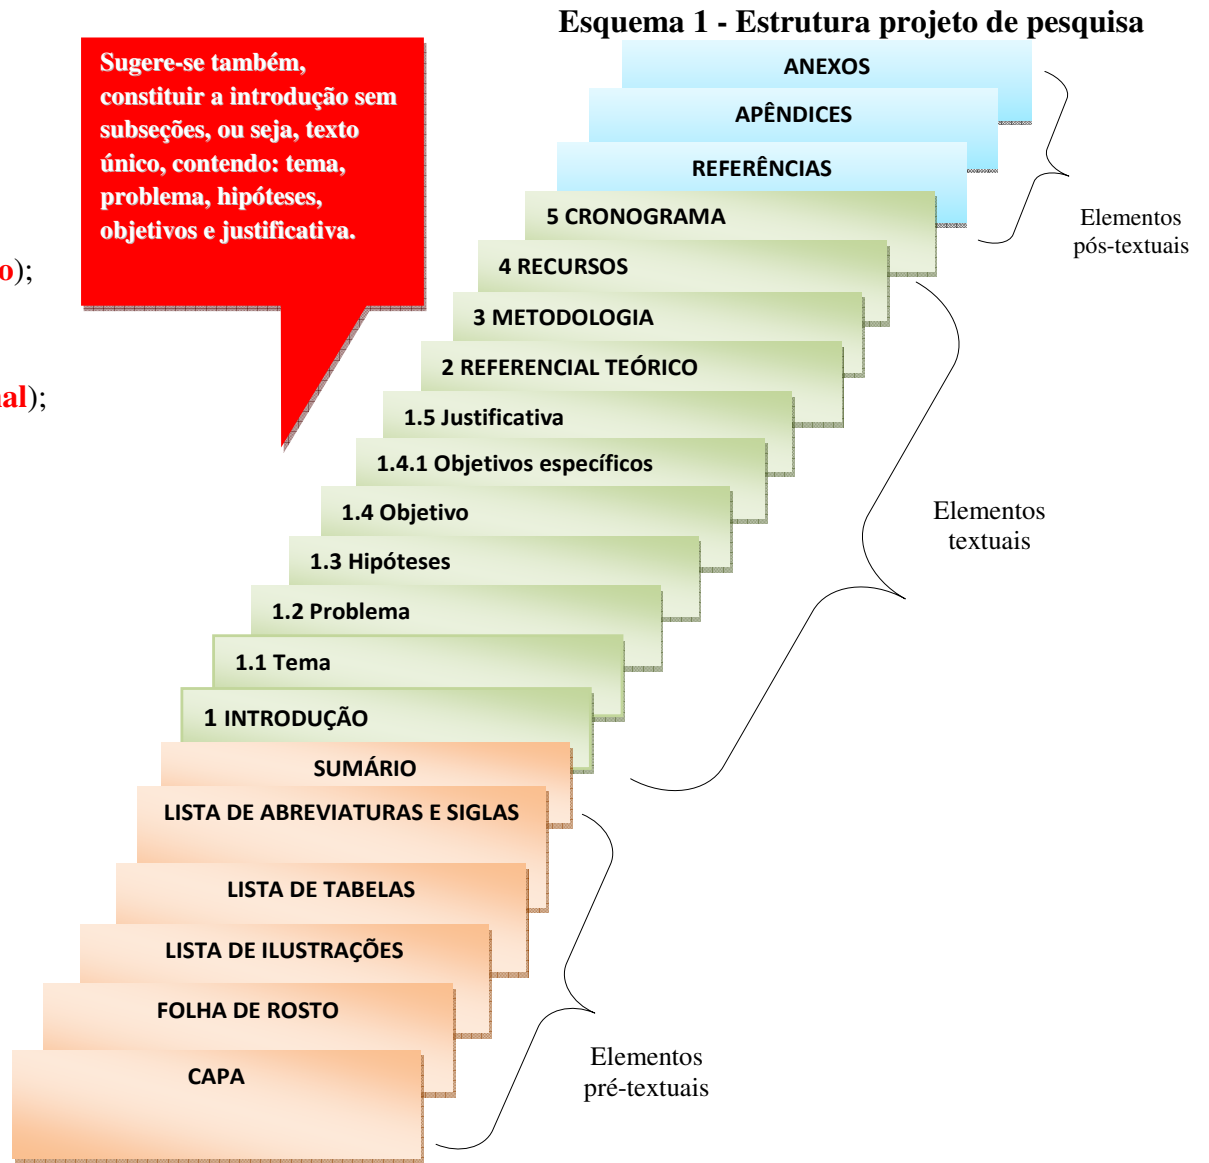 Esquema 1 - Estrutura projeto de pesquisa
Sugere-se também,
constituir a introdução sem
subseções, ou seja, texto
único, contendo: tema,
problema, hipóteses,
objetivos e justificativa.
o);
al);
ANEXOS
APÊNDICES
REFERÊNCIAS
Elementos
pós-textuais
5 CRONOGRAMA
4 RECURSOS
3 METODOLOGIA
2 REFERENCIAL TEÓRICO
1.5 Justificativa
1.4.1 Objetivos específicos
1.4 Objetivo
1.3 Hipóteses
1.2 Problema
1.1 Tema
1 INTRODUÇÃO
Elementos
textuais
SUMÁRIO
LISTA DE ABREVIATURAS E SIGLAS
LISTA DE TABELAS
LISTA DE ILUSTRAÇÕES
FOLHA DE ROSTO
CAPA
Elementos
pré-textuais